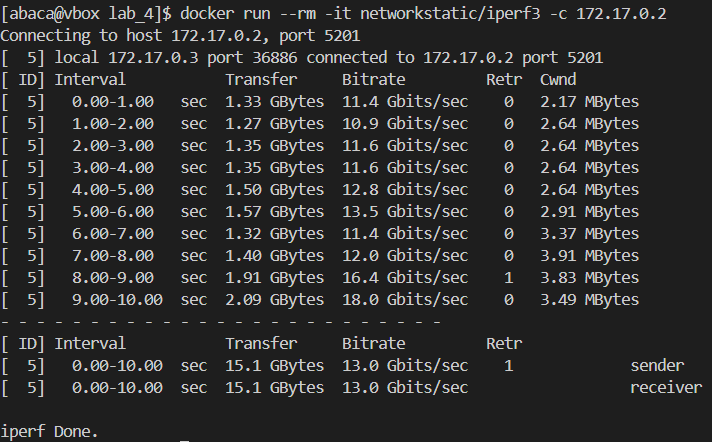 [abaca@vbox lab_4]$ docker run --rm -it networkstatic/iperf3 -c 172.17.0.2
Connecting to host 172.17.0.2, port 5201
[  5] local 172.17.0.3 port 36886 connected to 172.17.0.2 port 5201
[ ID] Interval           Transfer     Bitrate         Retr  Cwnd
[  5]   0.00-1.00   sec  1.33 GBytes  11.4 Gbits/sec    0   2.17 MBytes
[  5]   1.00-2.00   sec  1.27 GBytes  10.9 Gbits/sec    0   2.64 MBytes
[  5]   2.00-3.00   sec  1.35 GBytes  11.6 Gbits/sec    0   2.64 MBytes
[  5]   3.00-4.00   sec  1.35 GBytes  11.6 Gbits/sec    0   2.64 MBytes
[  5]   4.00-5.00   sec  1.50 GBytes  12.8 Gbits/sec    0   2.64 MBytes
[  5]   5.00-6.00   sec  1.57 GBytes  13.5 Gbits/sec    0   2.91 MBytes
[  5]   6.00-7.00   sec  1.32 GBytes  11.4 Gbits/sec    0   3.37 MBytes
[  5]   7.00-8.00   sec  1.40 GBytes  12.0 Gbits/sec    0   3.91 MBytes
[  5]   8.00-9.00   sec  1.91 GBytes  16.4 Gbits/sec    1   3.83 MBytes
[  5]   9.00-10.00  sec  2.09 GBytes  18.0 Gbits/sec    0   3.49 MBytes
- - - - - - - - - - - - - - - - - - - - - - - - -
[ ID] Interval           Transfer     Bitrate         Retr
[  5]   0.00-10.00  sec  15.1 GBytes  13.0 Gbits/sec    1             sender
[  5]   0.00-10.00  sec  15.1 GBytes  13.0 Gbits/sec                  receiver
iperf Done.